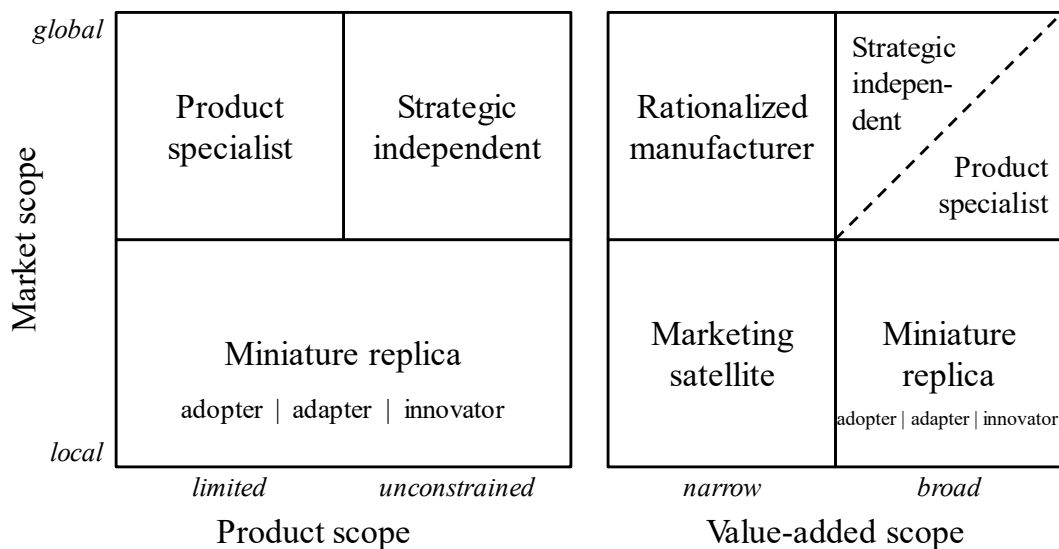 global
Market scope
local
Product
specialist
Strategic
independent
Miniature replica
adopter | adapter | innovator
limited
unconstrained
Product scope
Rationalized
manufacturer
Strategic
indepen-
dent
Product
specialist
Marketing
satellite
Miniature
replica
adopter | adapter | innovator
narrow
broad
Value-added scope